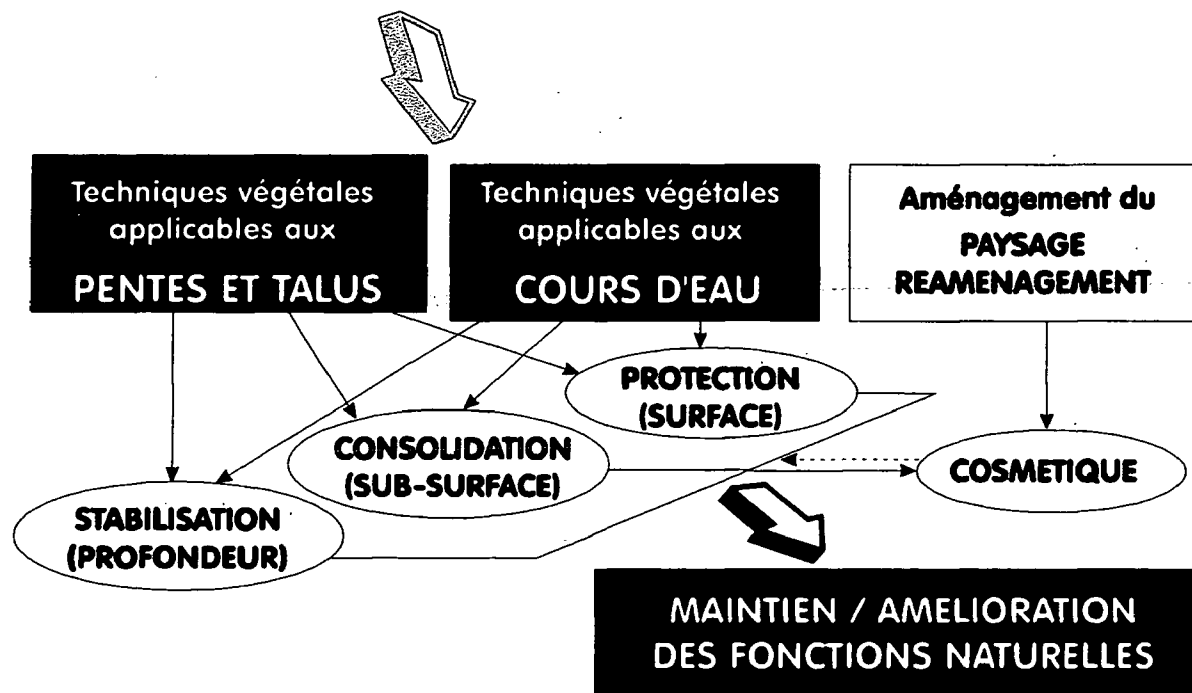 Techniques végétales
applicables aux
PENTES ET TALUS
Techniques végétales
applicables aux
COURS D'EAU
Aménagement du
PAYSAGE
REAMENAGEMENT
PROTECTION
(SURFACE)
CONSOLIDATION
(SUB-SURFACE)
COSMETIQUE
STABILISATION
(PROFONDEUR)
MAINTIEN / AMELIORATION
DES FONCTIONS NATURELLES